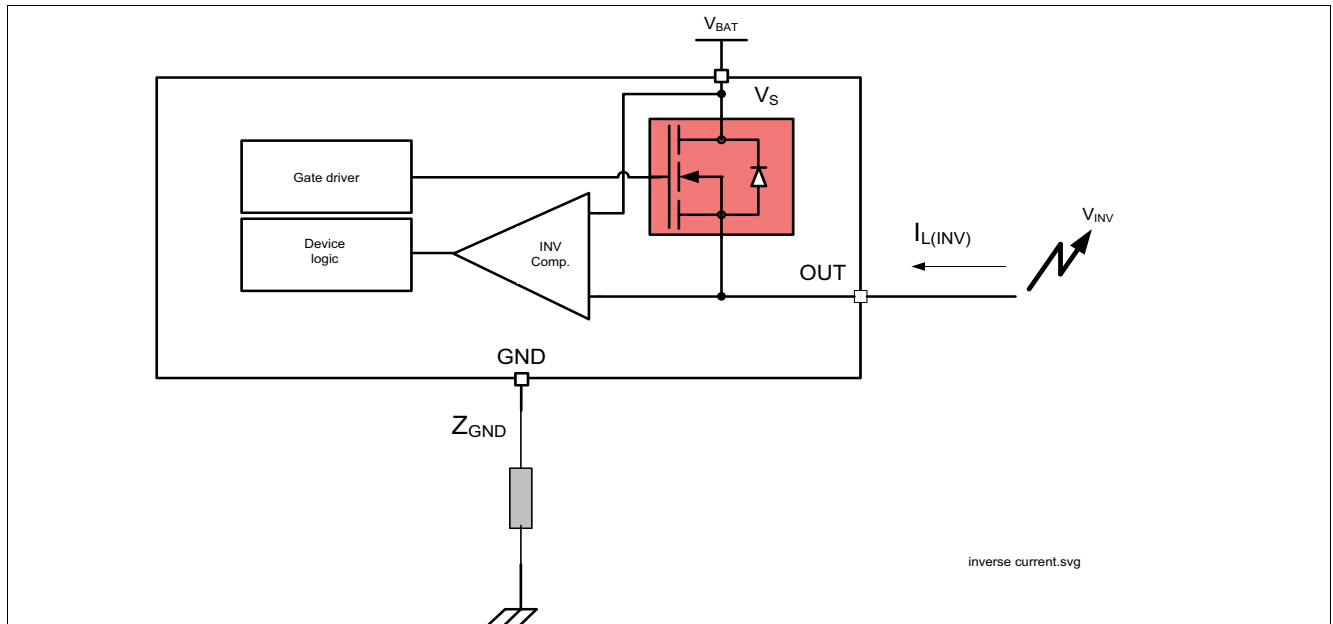 VBAT
VS
Gate driver
Device
logic
INV
Comp.
OUT
IL(INV)
VINV
GND
ZGND
inverse current.svg